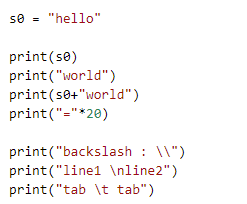 s0 = "hello"
print(s0)
print("world")
print(s0+"world")
print("="*20)
print("backslash : \\")
print("line1 \nline2")
print("tab \t tab")